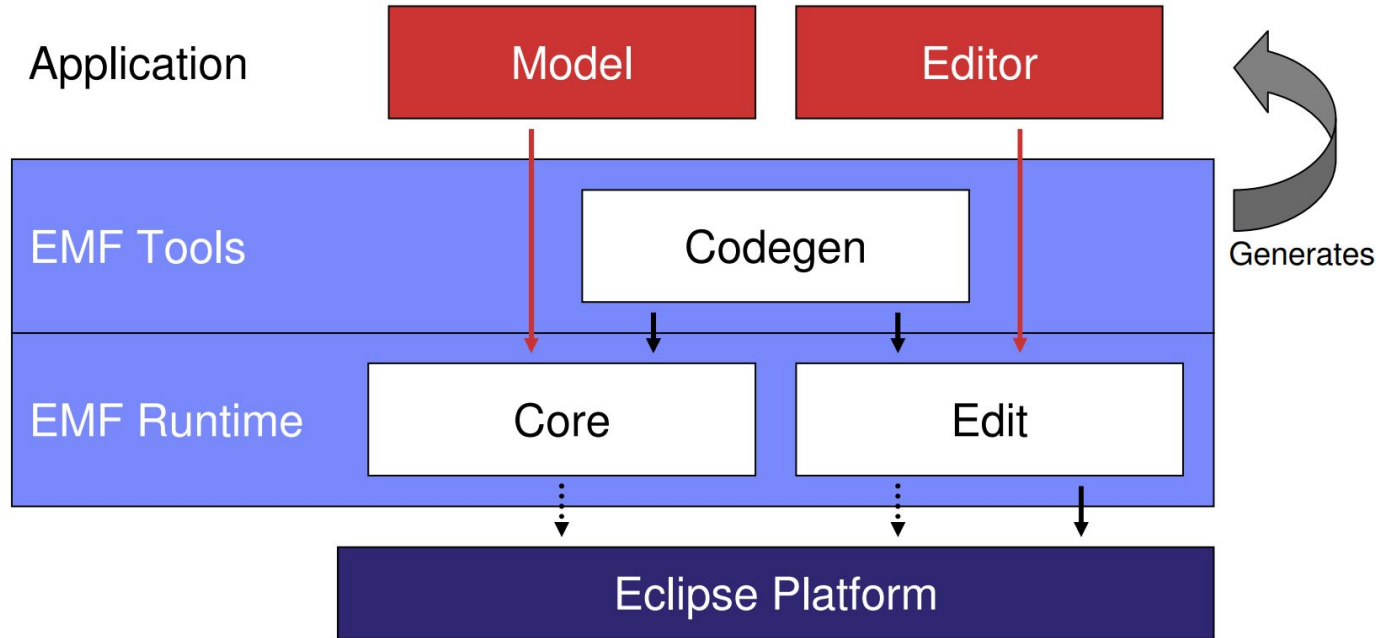 Application
Model
Editor
EMF Tools
Codegen
Generates
EMF Runtime
Core
Edit
Eclipse Platform